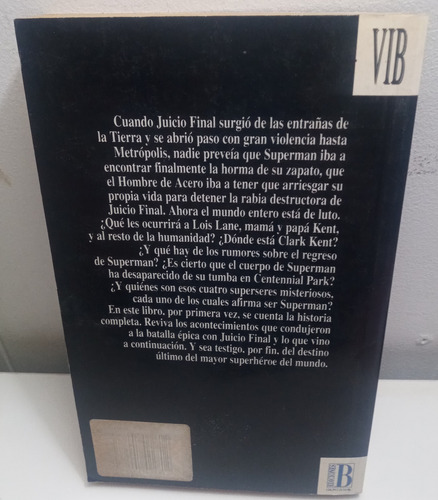 VIB
Cuando Juicio Final surgió de las entrañas de
la Tierra y se abrió paso con gran violencia hasta
Metrópolis, nadie preveía que Superman iba a
encontrar finalmente la horma de su zapato, que
el Hombre de Acero iba a tener que arriesgar su
propia vida para detener la rabia destructora de
Juicio Final. Ahora el mundo entero está de luto.
¿Qué les ocurrirá a Lois Lane, mamá y papá Kent,
y al resto de la humanidad? ¿Dónde está Clark Kent?
¿Y qué hay de los rumores sobre el regreso
de Superman? ¿Es cierto que el cuerpo de Superman
ha desaparecido de su tumba en Centennial Park?
¿Y quiénes son esos cuatro superseres misteriosos,
cada uno de los cuales afirma ser Superman?
En este libro, por primera vez, se cuenta la historia
completa. Reviva los acontecimientos que condujeron
a la batalla épica con Juicio Final y lo que vino
a continuación. Y sea testigo, por fin, del destino
último del mayor superhéroe del mundo.
EDICIONES
B